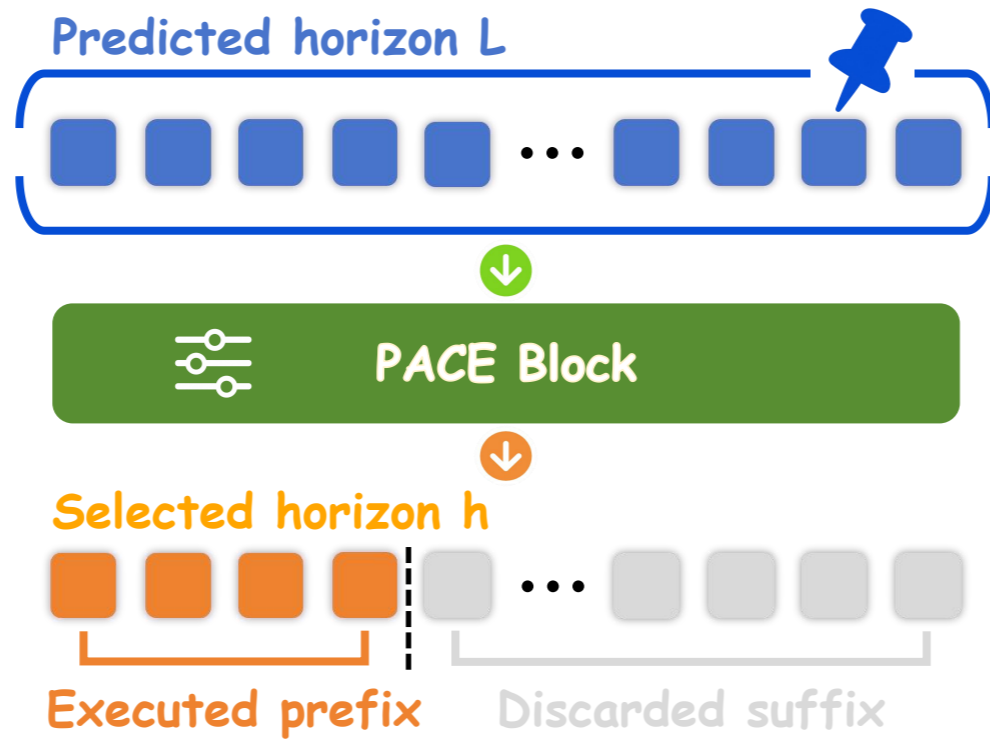 Predicted horizon L
PACE Block
Selected horizon h
Executed prefix
Discarded suffix